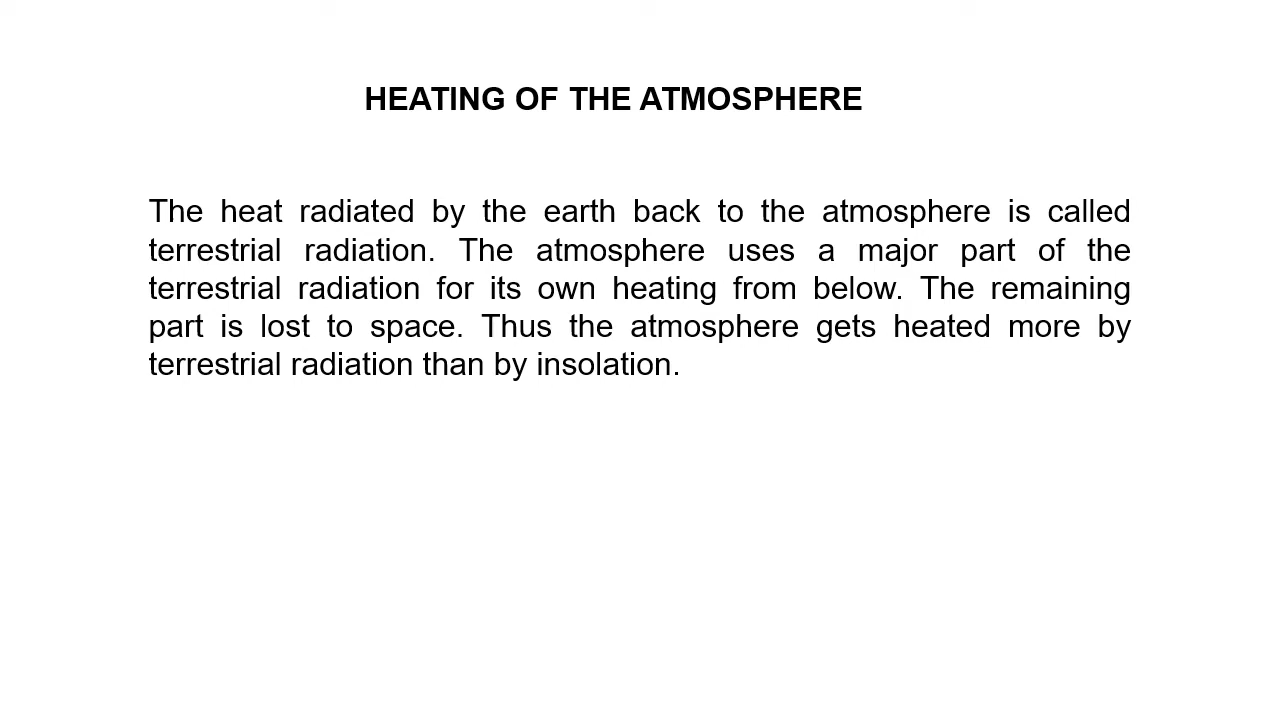 HEATING OF THE ATMOSPHERE
The heat radiated by the earth back to the atmosphere is called
terrestrial radiation. The atmosphere uses a major part of the
terrestrial radiation for its own heating from below. The remaining
part is lost to space. Thus the atmosphere gets heated more by
terrestrial radiation than by insolation.